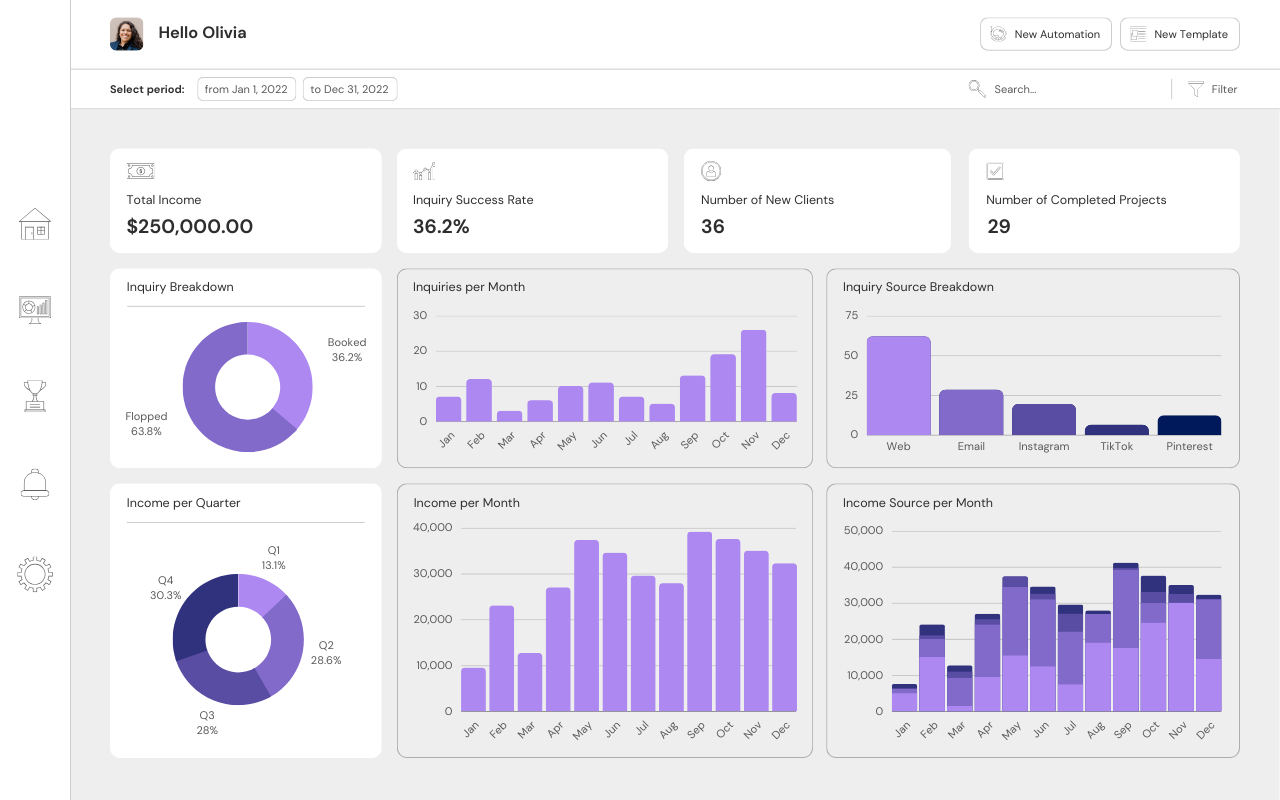 Hello Olivia
New Automation
New Template
Select period:
from Jan 1, 2022
to Dec 31, 2022
Search...
Filter
Total Income
$250,000.00
Inquiry Success Rate
36.2%
Number of New Clients
36
Number of Completed Projects
29
Inquiry Breakdown
Booked
36.2%
Flopped
63.8%
Inquiries per Month
30
20
10
0
Jan Feb Mar Apr May Jun Jul Aug Sep Oct Nov Dec
Inquiry Source Breakdown
75
50
25
0
Web Email Instagram TikTok Pinterest
Income per Quarter
Q1
13.1%
Q4
30.3%
Q2
28.6%
Q3
28%
Income per Month
40,000
30,000
20,000
10,000
0
Jan Feb Mar Apr May Jun Jul Aug Sep Oct Nov Dec
Income Source per Month
50,000
40,000
30,000
20,000
10,000
0
Jan Feb Mar Apr May Jun Jul Aug Sep Oct Nov Dec